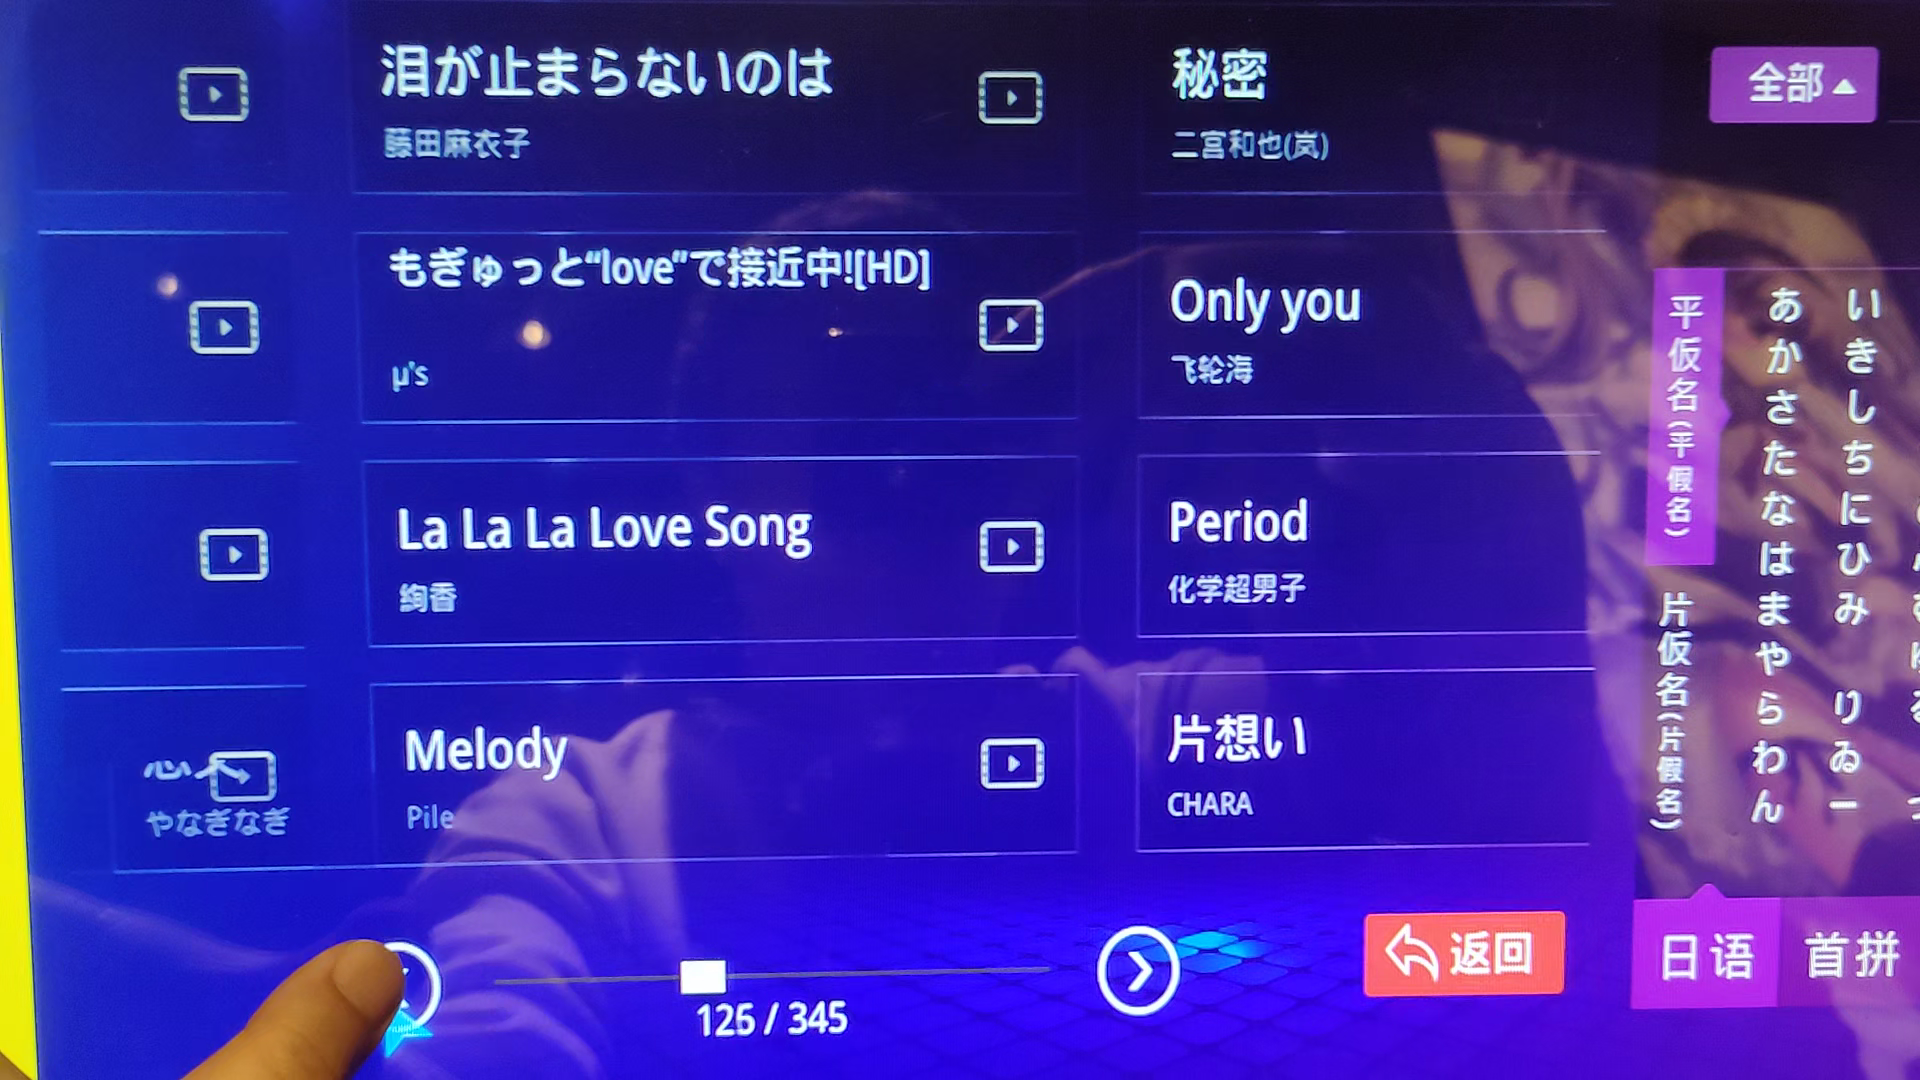 泪が止まらないのは
藤田麻衣子
秘密
二宫和也(岚)
全部
もぎゅっと“love”で接近中![HD]
μ's
Only you
飞轮海
La La La Love Song
絢香
Period
化学超男子
やなぎなぎ
Melody
Pile
片想い
CHARA
平仮名(平假名)
片仮名(片假名)
あかさたなはまやらわん
いきしちにひみ りゐー
125 / 345
返回
日语
首拼